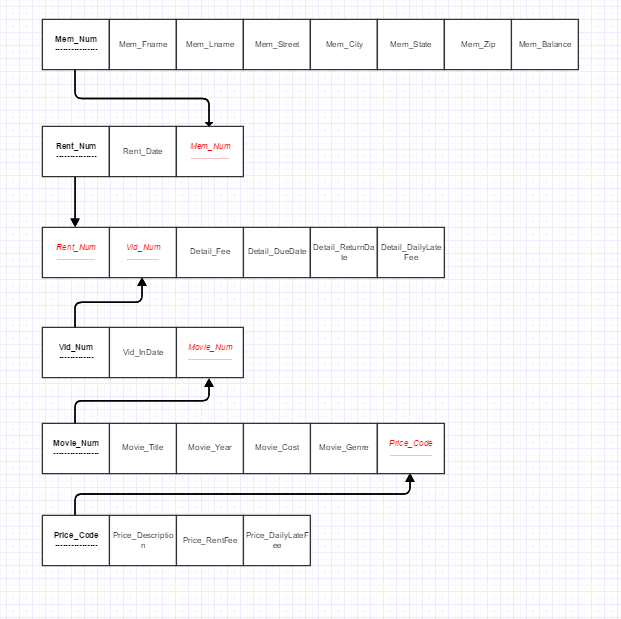 Mem_Num Mem_Fname Mem_Lname Mem_Street Mem_City Mem_State Mem_Zip Mem_Balance
Rent_Num Rent_Date Mem_Num
Rent_Num Vid_Num Detail_Fee Detail_DueDate Detail_ReturnDa
te Detail_DailyLate
Fee
Vid_Num Vid_InDate Movie_Num
Movie_Num Movie_Title Movie_Year Movie_Cost Movie_Genre Price_Code
Price_Code Price_Descriptio
n Price_RentFee Price_DailyLateF
ee